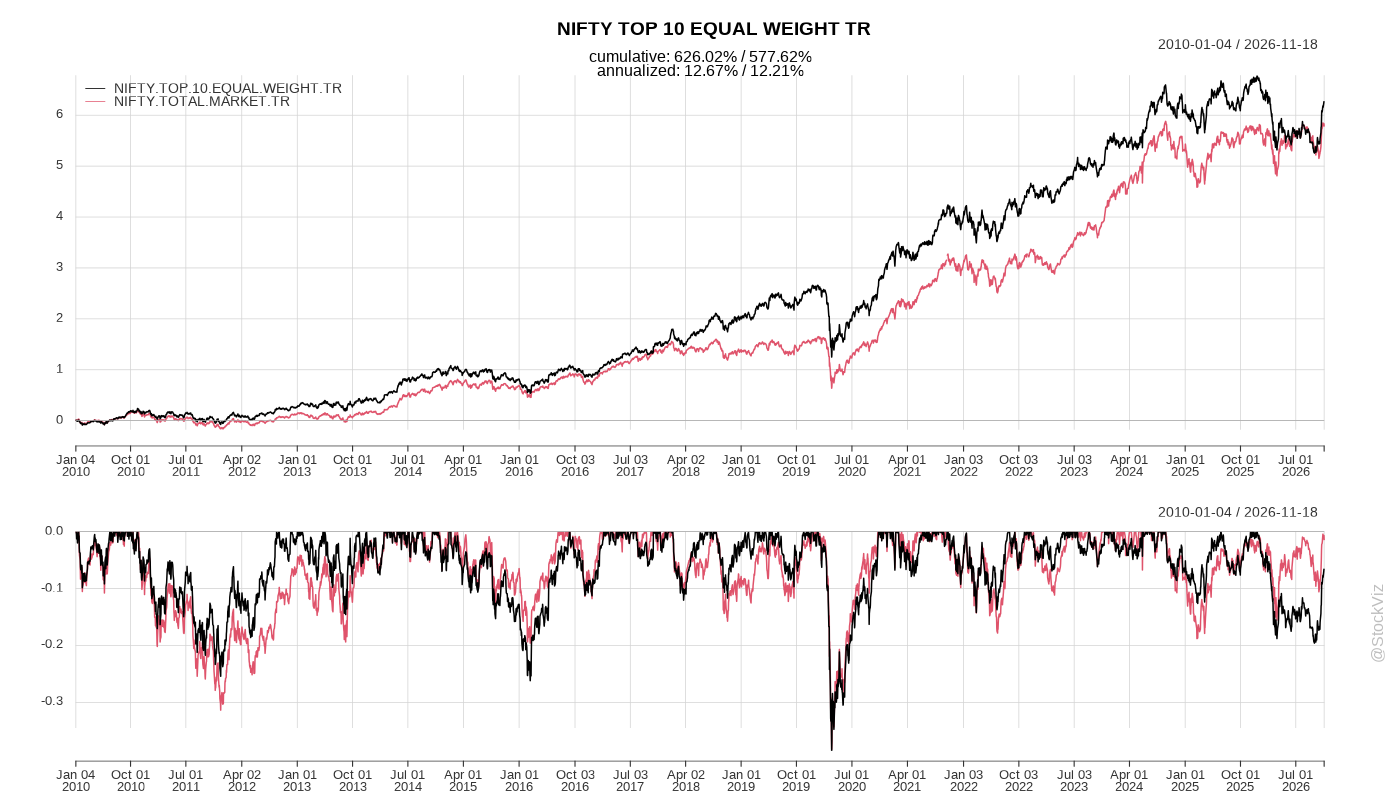 NIFTY TOP 10 EQUAL WEIGHT TR
2010-01-04 / 2026-11-18
cumulative: 626.02% / 577.62%
annualized: 12.67% / 12.21%
NIFTY.TOP.10.EQUAL.WEIGHT.TR
NIFTY.TOTAL.MARKET.TR
6
5
4
3
2
1
0
Jan 04 Oct 01 Jul 01 Apr 02 Jan 01 Oct 01 Jul 01 Apr 01 Jan 01 Oct 03 Jul 03 Apr 02 Jan 01 Oct 01 Jul 01 Apr 01 Jan 03 Oct 03 Jul 03 Apr 01 Jan 01 Oct 01 Jul 01
2010 2010 2011 2012 2013 2013 2014 2015 2016 2016 2017 2018 2019 2019 2020 2021 2022 2022 2023 2024 2025 2025 2026
2010-01-04 / 2026-11-18
0.0
-0.1
-0.2
-0.3
Jan 04 Oct 01 Jul 01 Apr 02 Jan 01 Oct 01 Jul 01 Apr 01 Jan 01 Oct 03 Jul 03 Apr 02 Jan 01 Oct 01 Jul 01 Apr 01 Jan 03 Oct 03 Jul 03 Apr 01 Jan 01 Oct 01 Jul 01
2010 2010 2011 2012 2013 2013 2014 2015 2016 2016 2017 2018 2019 2019 2020 2021 2022 2022 2023 2024 2025 2025 2026
@StockViz